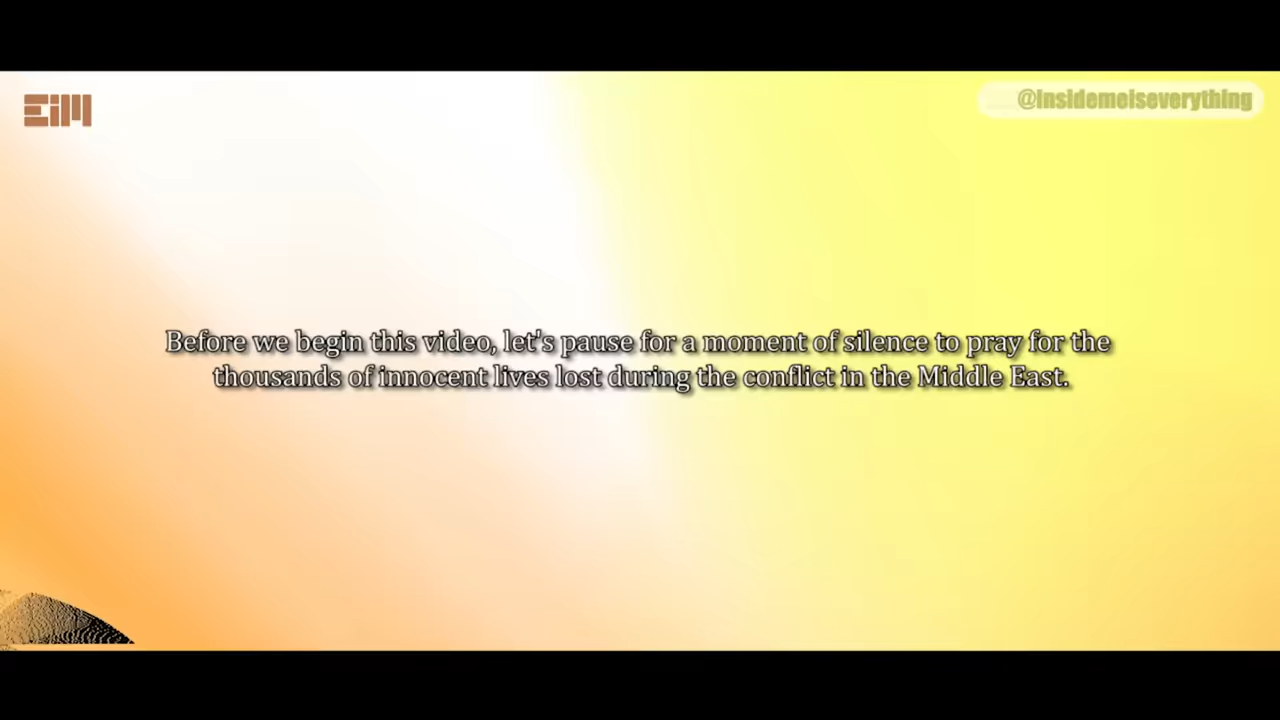 EiM
@insidemeiseverything
Before we begin this video, let's pause for a moment of silence to pray for the
thousands of innocent lives lost during the conflict in the Middle East.